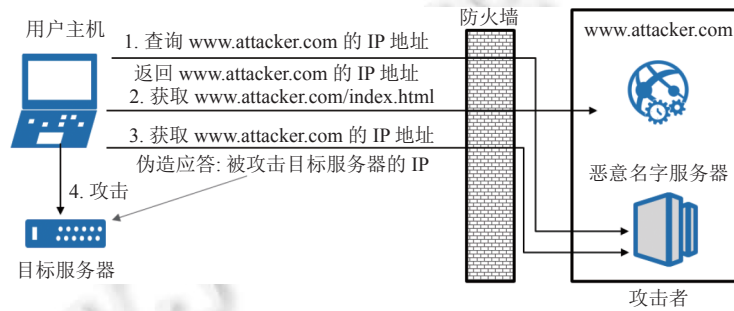 防火墙
用户主机
www.attacker.com
1. 查询 www.attacker.com 的 IP 地址
返回 www.attacker.com 的 IP 地址
2. 获取 www.attacker.com/index.html
3. 获取 www.attacker.com 的 IP 地址
伪造应答: 被攻击目标服务器的 IP
恶意名字服务器
4. 攻击
目标服务器
攻击者